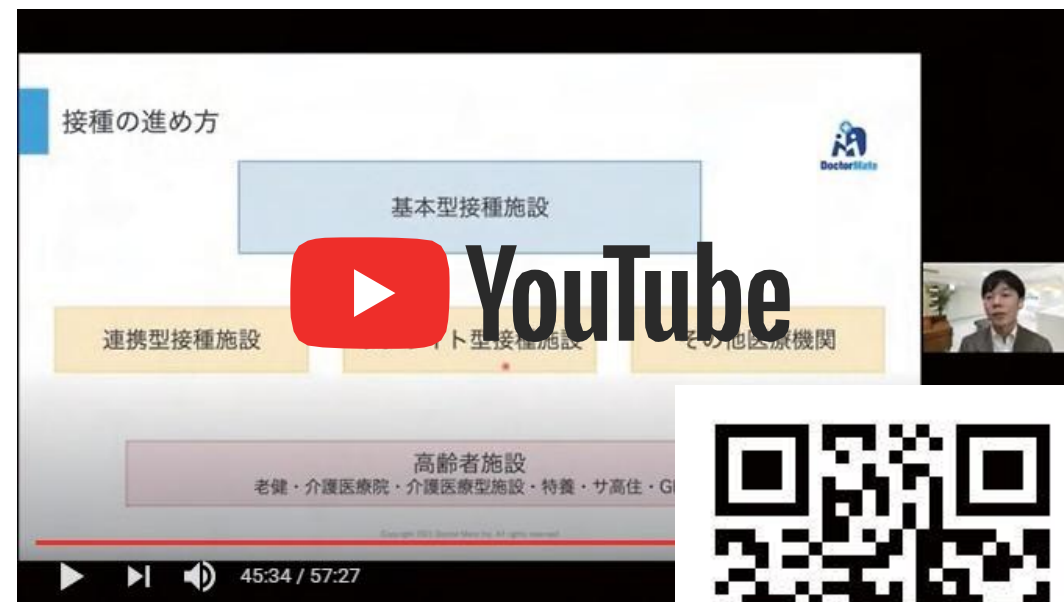 接種の進め方
DoctorMate
基本型接種施設
YouTube
連携型接種施設
イト型接種施設
その他医療機関
高齢者施設
老健・介護医療院・介護医療型施設・特養・サ高住・G
45:34 / 57:27